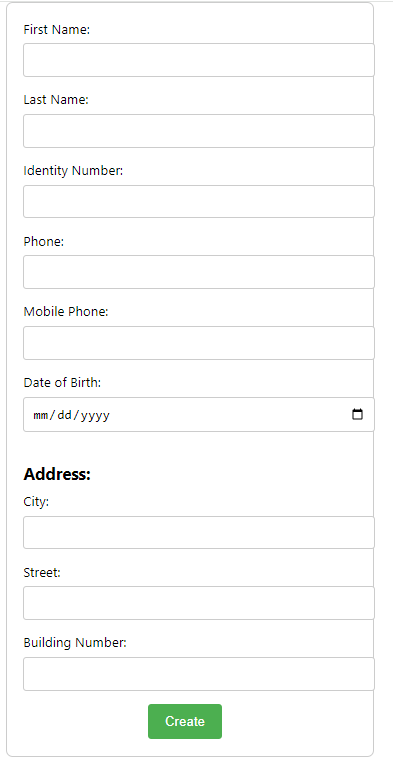 First Name:
Last Name:
Identity Number:
Phone:
Mobile Phone:
Date of Birth:
mm/dd/yyyy
Address:
City:
Street:
Building Number:
Create